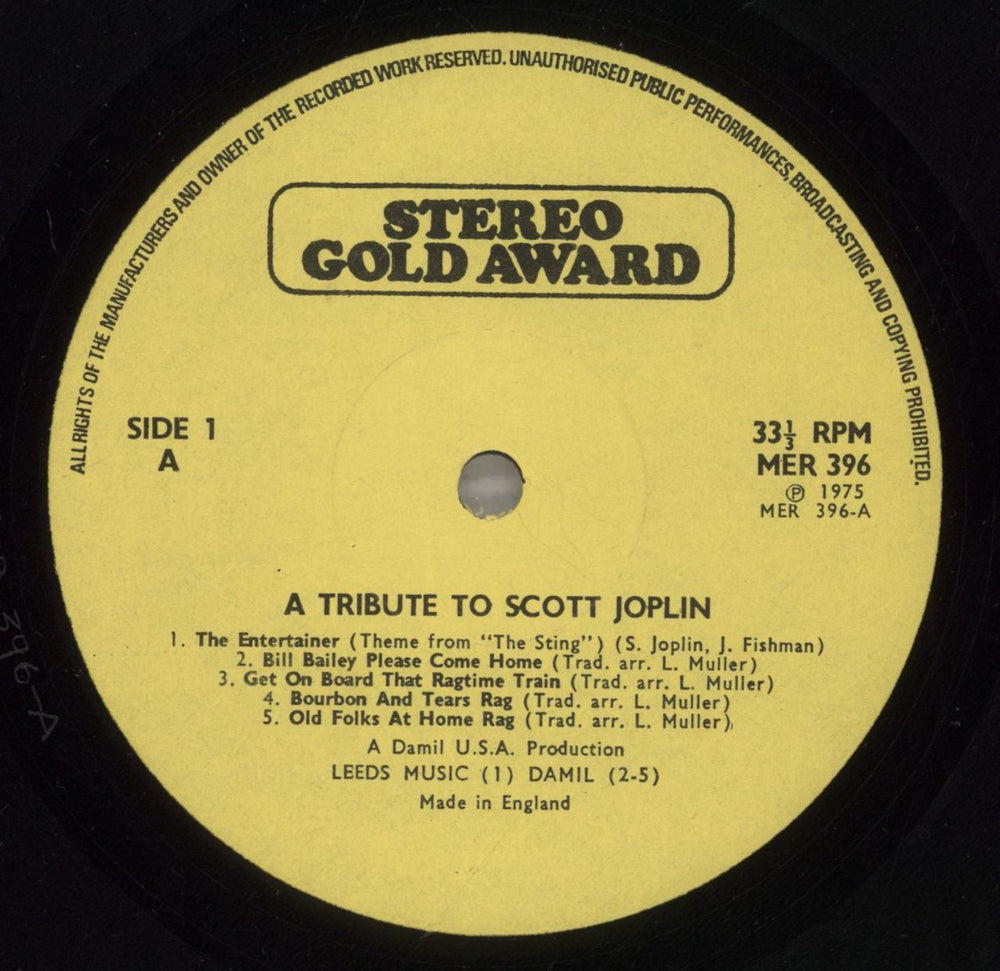 ALL RIGHTS OF THE MANUFACTURERS AND OWNER OF THE RECORDED WORK RESERVED. UNAUTHORISED PUBLIC PERFORMANCES, BROADCASTING AND COPYING PROHIBITED.
STEREO
GOLD AWARD
SIDE 1
A
33⅓ RPM
MER 396
℗ 1975
MER 396-A
A TRIBUTE TO SCOTT JOPLIN
1. The Entertainer (Theme from "The Sting") (S. Joplin, J. Fishman)
2. Bill Bailey Please Come Home (Trad. arr. L. Muller)
3. Get On Board That Ragtime Train (Trad. arr. L. Muller)
4. Bourbon And Tears Rag (Trad. arr. L. Muller)
5. Old Folks At Home Rag (Trad. arr. L. Muller)
A Damil U.S.A. Production
LEEDS MUSIC (1) DAMIL (2-5)
Made in England
396-A